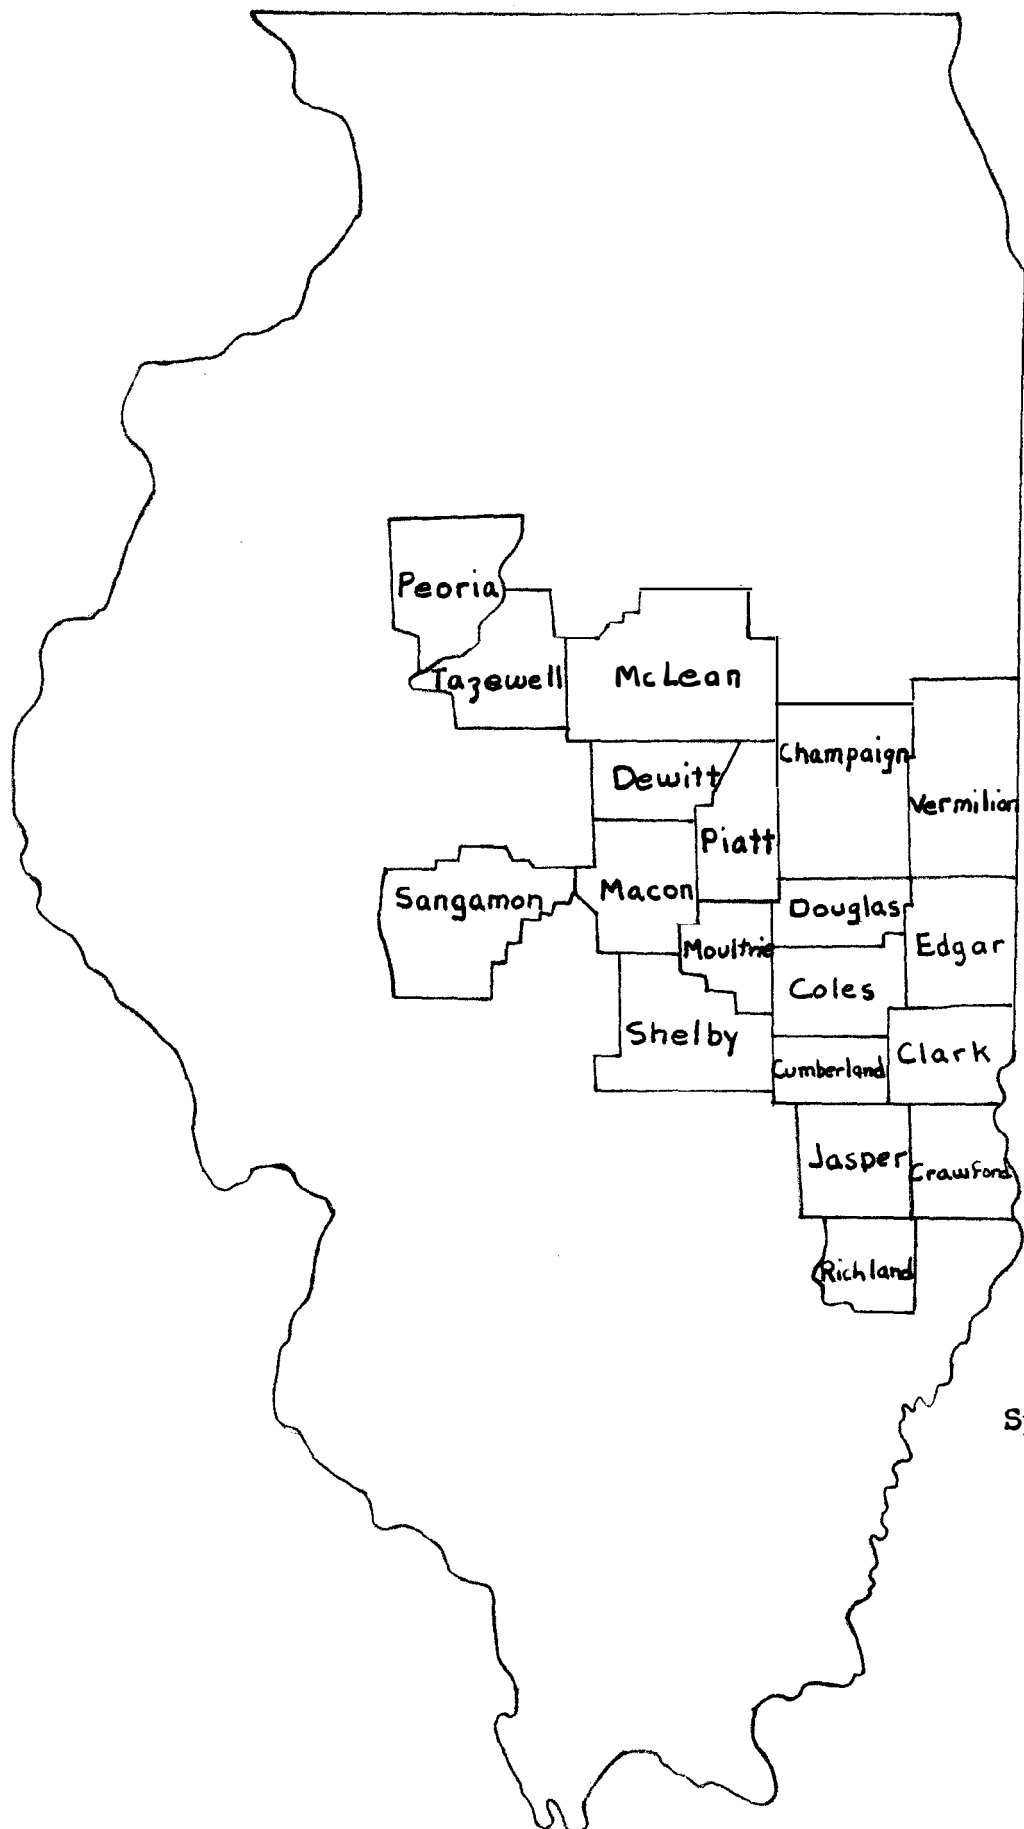 Peoria
Tazewell
McLean
Champaign
Vermilion
Dewitt
Piatt
Sangamon
Macon
Douglas
Moultrie
Edgar
Coles
Shelby
Cumberland
Clark
Jasper
Crawford
Richland